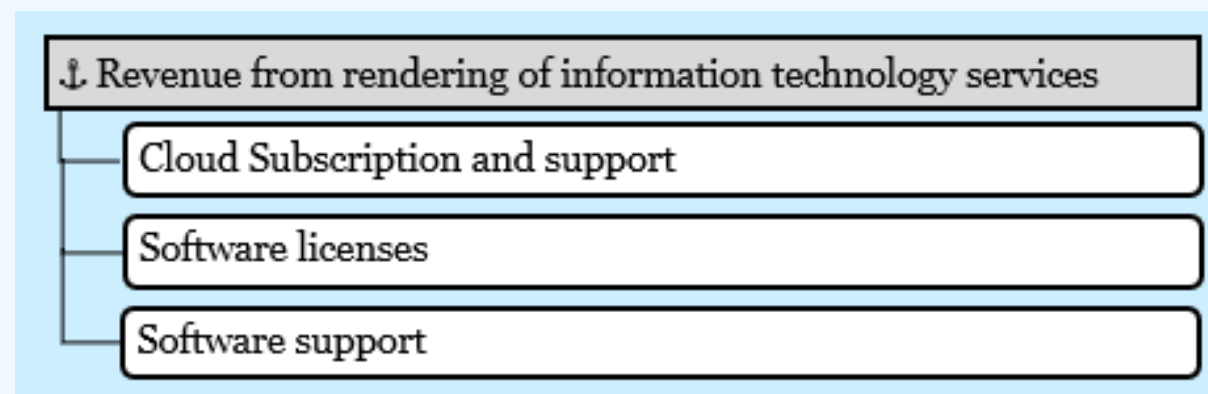 ⚓ Revenue from rendering of information technology services
Cloud Subscription and support
Software licenses
Software support